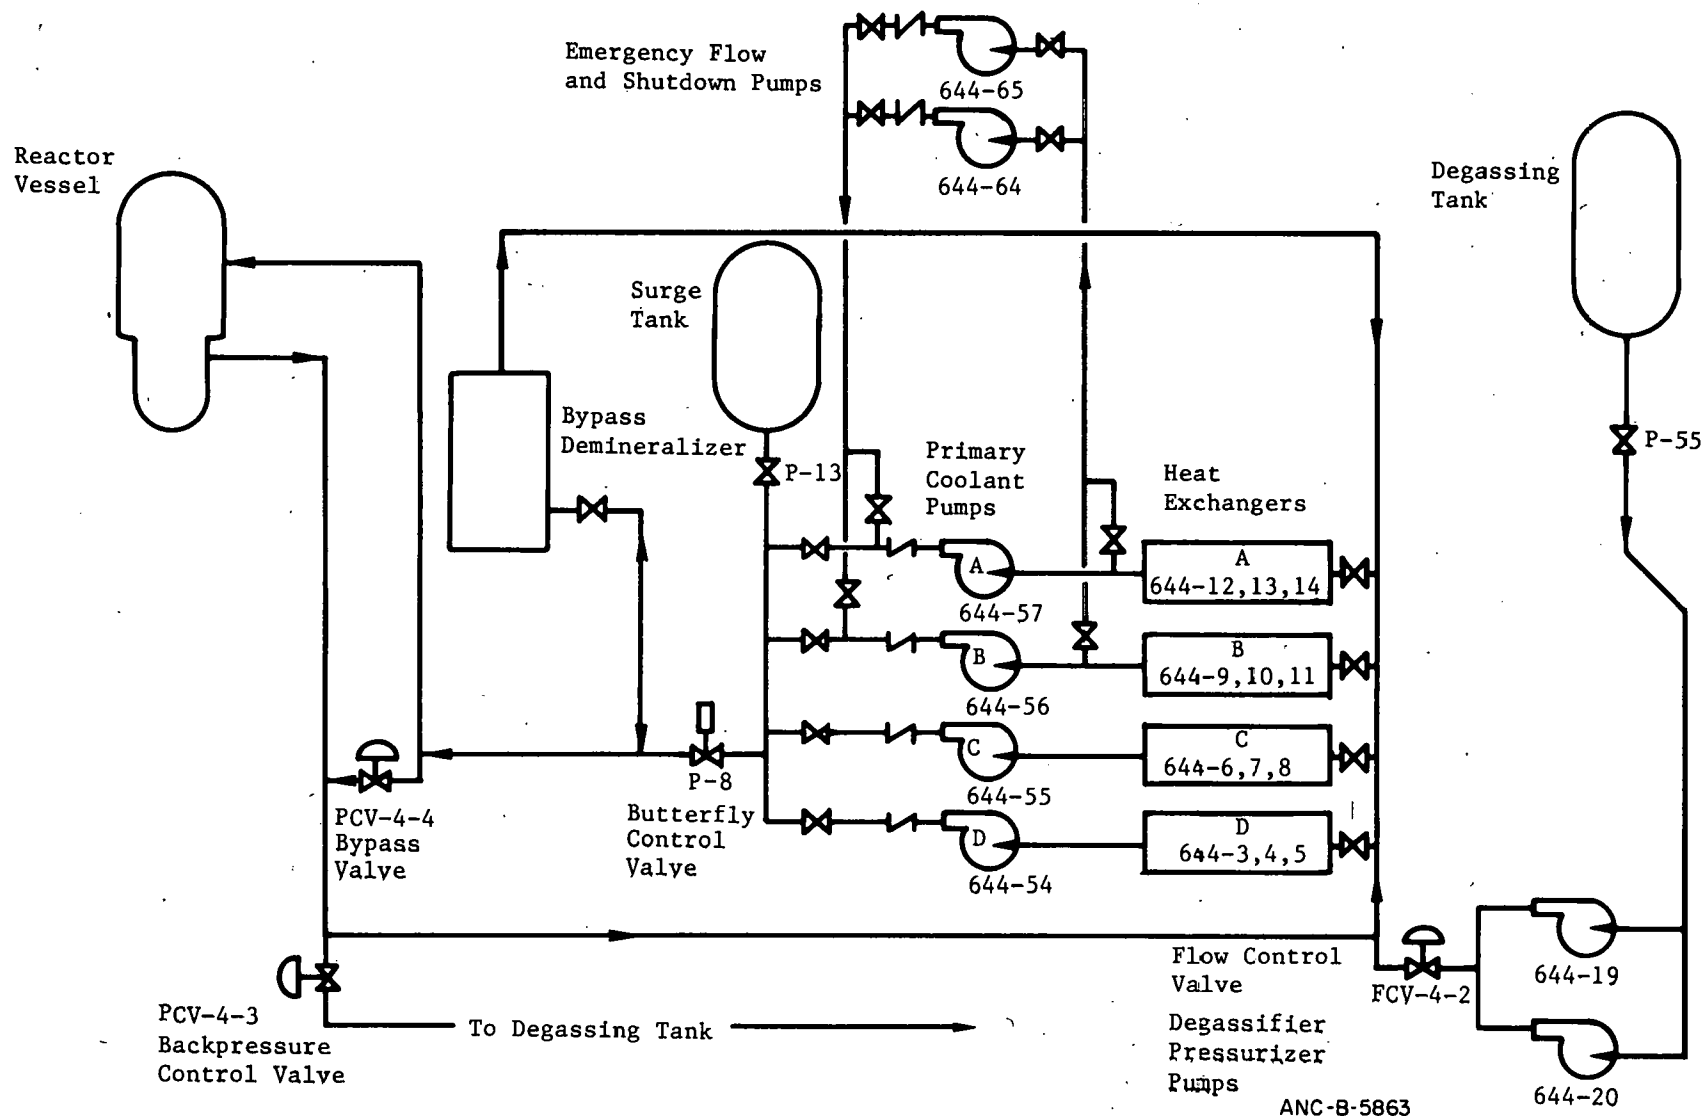 Emergency Flow
and Shutdown Pumps
644-65
644-64
Reactor
Vessel
Degassing
Tank
Surge
Tank
P-13
P-55
Bypass
Demineralizer
Primary
Coolant
Pumps
Heat
Exchangers
A
644-57
A
644-12,13,14
B
644-56
B
644-9,10,11
C
644-55
C
644-6,7,8
D
644-54
D
644-3,4,5
P-8
Butterfly
Control
Valve
PCV-4-4
Bypass
Valve
PCV-4-3
Backpressure
Control Valve
To Degassing Tank
Flow Control
Valve
FCV-4-2
Degassifier
Pressurizer
Pumps
644-19
644-20
ANC-B-5863